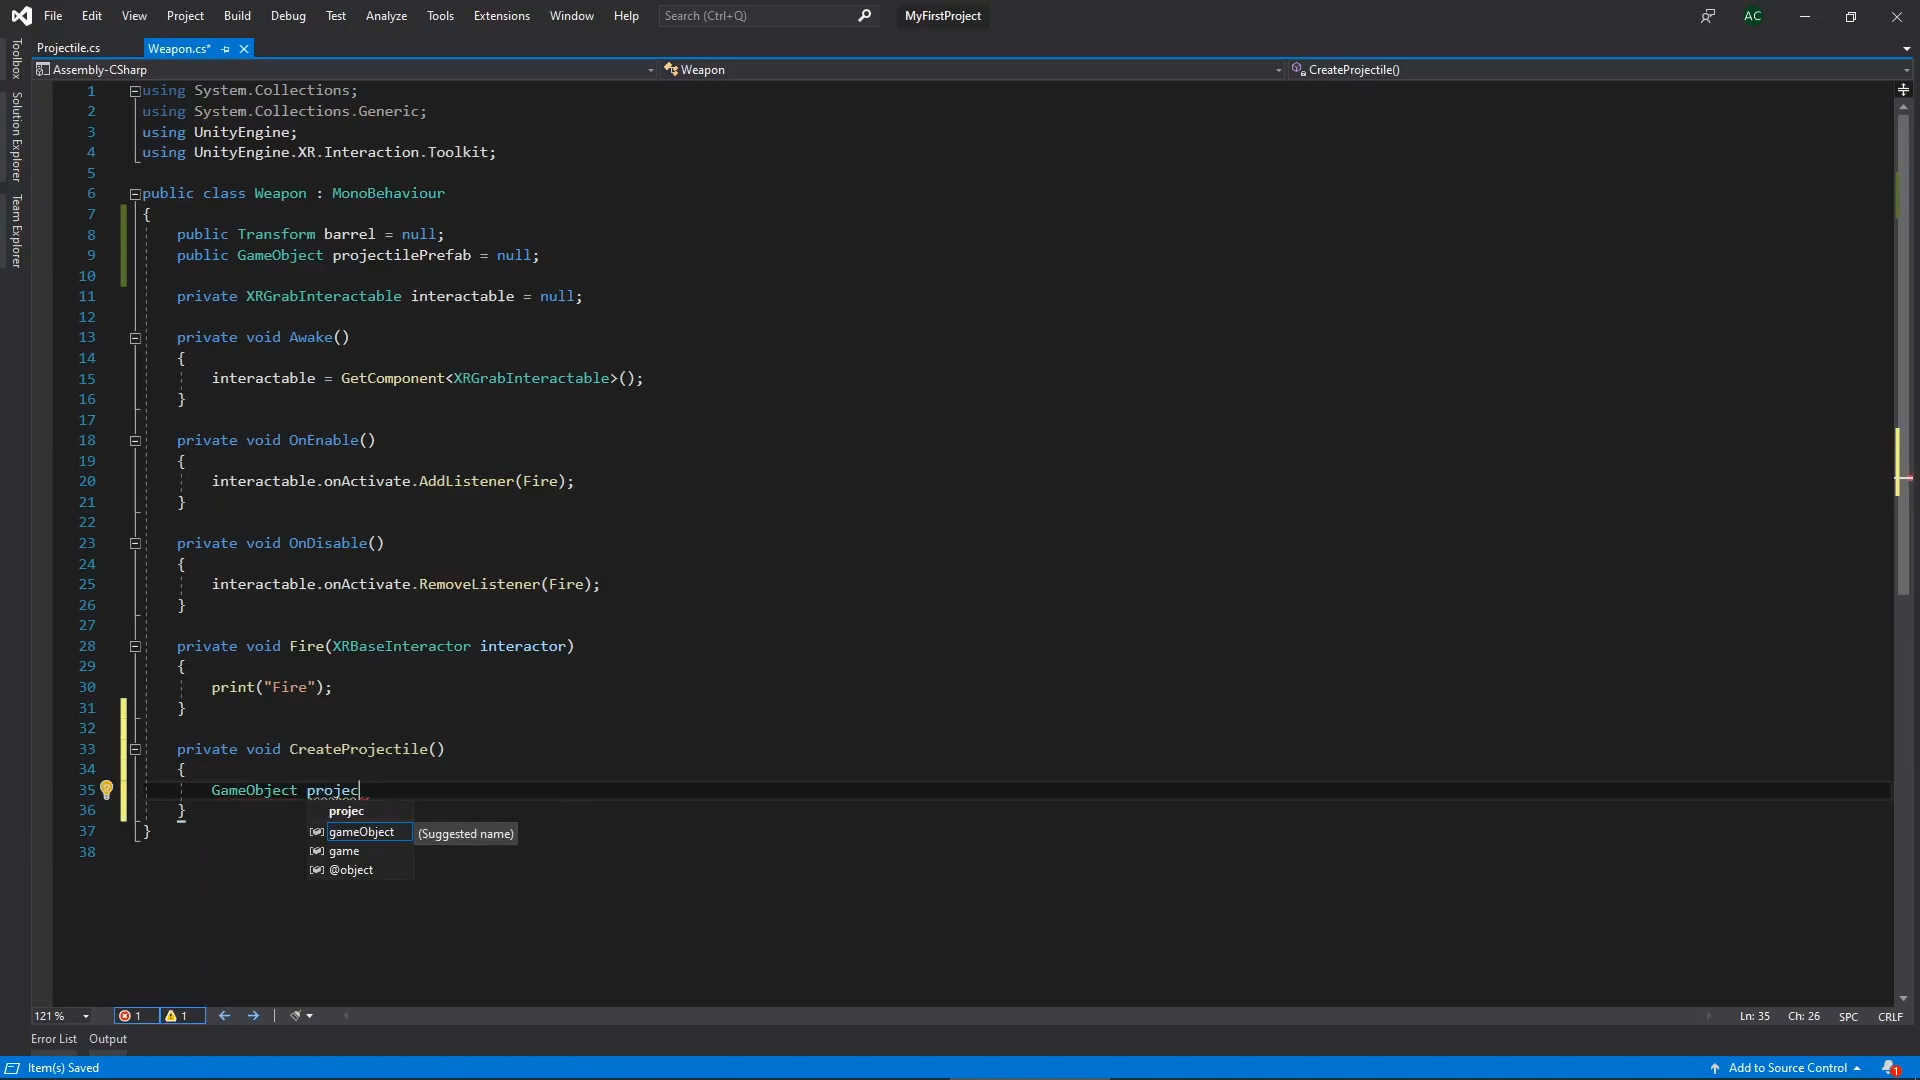 File Edit View Project Build Debug Test Analyze Tools Extensions Window Help Search (Ctrl+Q) MyFirstProject AC
Projectile.cs Weapon.cs*
Assembly-CSharp Weapon CreateProjectile()
Toolbox
Solution Explorer
Team Explorer
1 using System.Collections;
2 using System.Collections.Generic;
3 using UnityEngine;
4 using UnityEngine.XR.Interaction.Toolkit;
5
6 public class Weapon : MonoBehaviour
7 {
8 public Transform barrel = null;
9 public GameObject projectilePrefab = null;
10
11 private XRGrabInteractable interactable = null;
12
13 private void Awake()
14 {
15 interactable = GetComponent<XRGrabInteractable>();
16 }
17
18 private void OnEnable()
19 {
20 interactable.onActivate.AddListener(Fire);
21 }
22
23 private void OnDisable()
24 {
25 interactable.onActivate.RemoveListener(Fire);
26 }
27
28 private void Fire(XRBaseInteractor interactor)
29 {
30 print("Fire");
31 }
32
33 private void CreateProjectile()
34 {
35 GameObject projec
36 }
projec
gameObject (Suggested name)
game
@object
37 }
38
121 % 1 1 Ln: 35 Ch: 26 SPC CRLF
Error List Output
Item(s) Saved Add to Source Control 1